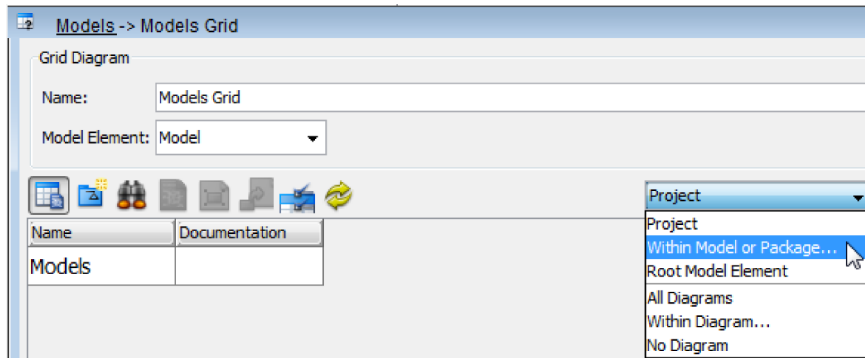 Models -> Models Grid
Grid Diagram
Name: Models Grid
Model Element: Model
Project
Name Documentation
Models
Project
Within Model or Package...
Root Model Element
All Diagrams
Within Diagram...
No Diagram